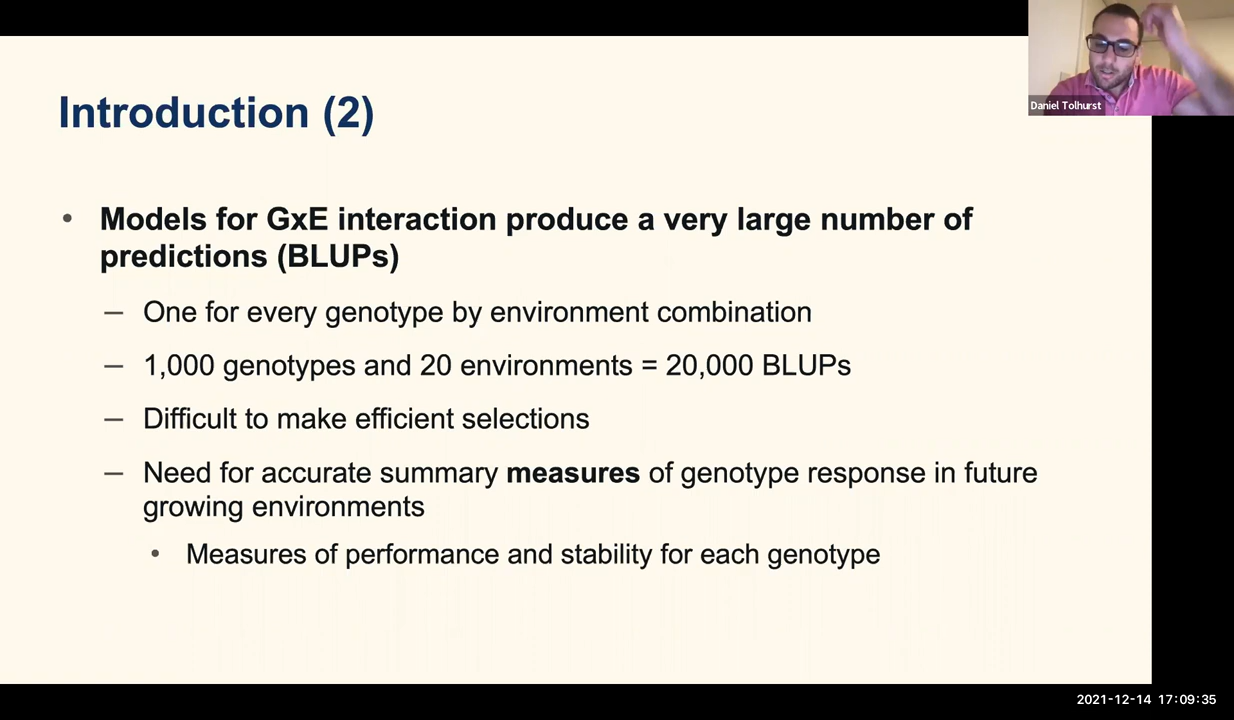 Daniel Tolhurst
Introduction (2)
• Models for GxE interaction produce a very large number of
predictions (BLUPs)
– One for every genotype by environment combination
– 1,000 genotypes and 20 environments = 20,000 BLUPs
– Difficult to make efficient selections
– Need for accurate summary measures of genotype response in future
growing environments
• Measures of performance and stability for each genotype
2021-12-14 17:09:35